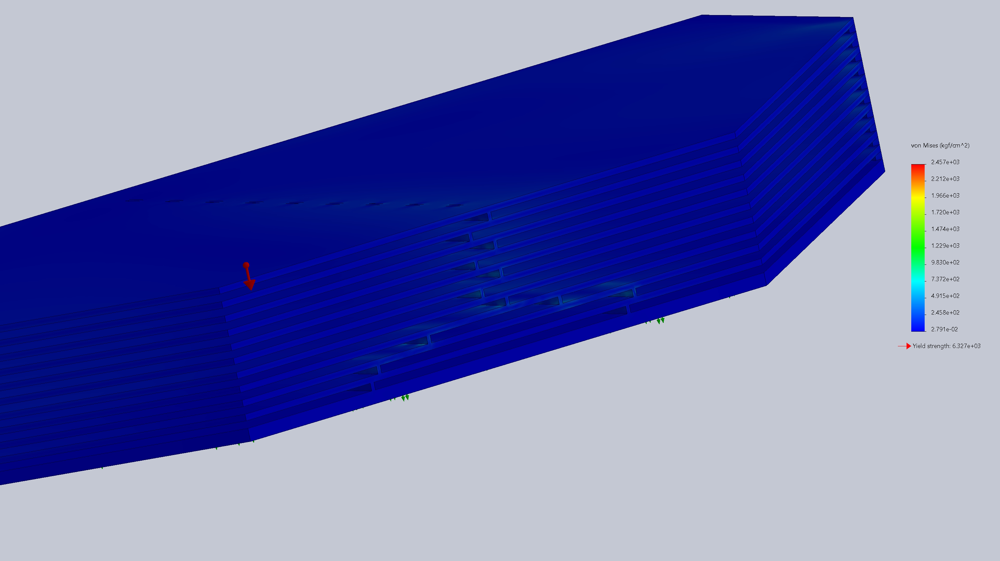 von Mises (kgf/cm^2)
2.457e+03
2.212e+03
1.966e+03
1.720e+03
1.474e+03
1.229e+03
9.830e+02
7.372e+02
4.915e+02
2.458e+02
2.791e-02
Yield strength: 6.327e+03